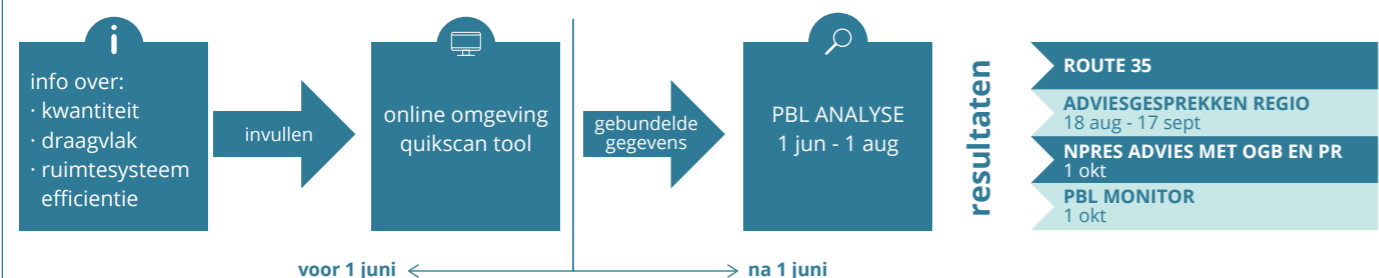 i
info over:
· kwantiteit
· draagvlak
· ruimtesysteem
efficientie
invullen
online omgeving
quikscan tool
gebundelde
gegevens
PBL ANALYSE
1 jun - 1 aug
resultaten
ROUTE 35
ADVIESGESPREKKEN REGIO
18 aug - 17 sept
NPRES ADVIES MET OGB EN PR
1 okt
PBL MONITOR
1 okt
voor 1 juni
na 1 juni